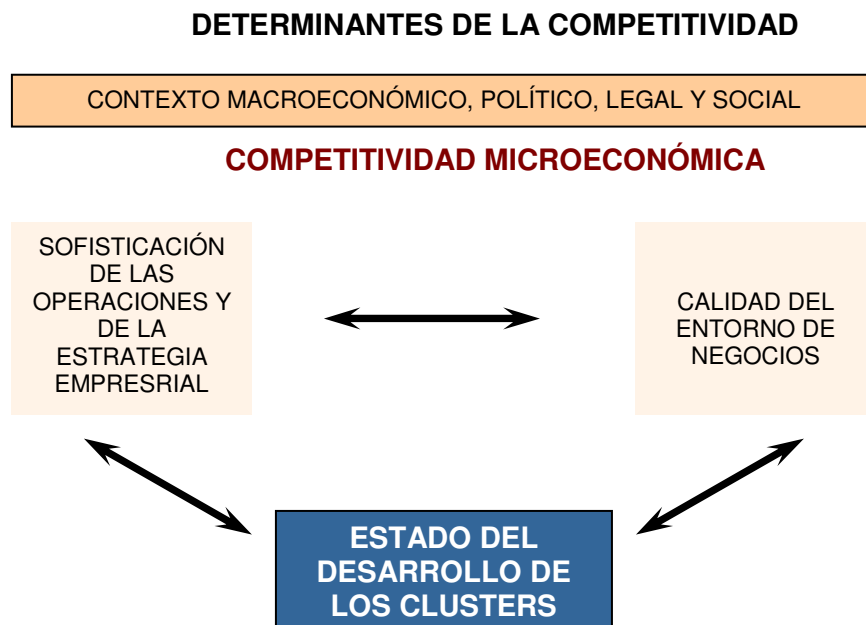 DETERMINANTES DE LA COMPETITIVIDAD
CONTEXTO MACROECONÓMICO, POLÍTICO, LEGAL Y SOCIAL
COMPETITIVIDAD MICROECONÓMICA
SOFISTICACIÓN
DE LAS
OPERACIONES Y
DE LA
ESTRATEGIA
EMPRESRIAL
CALIDAD DEL
ENTORNO DE
NEGOCIOS
ESTADO DEL
DESARROLLO DE
LOS CLUSTERS